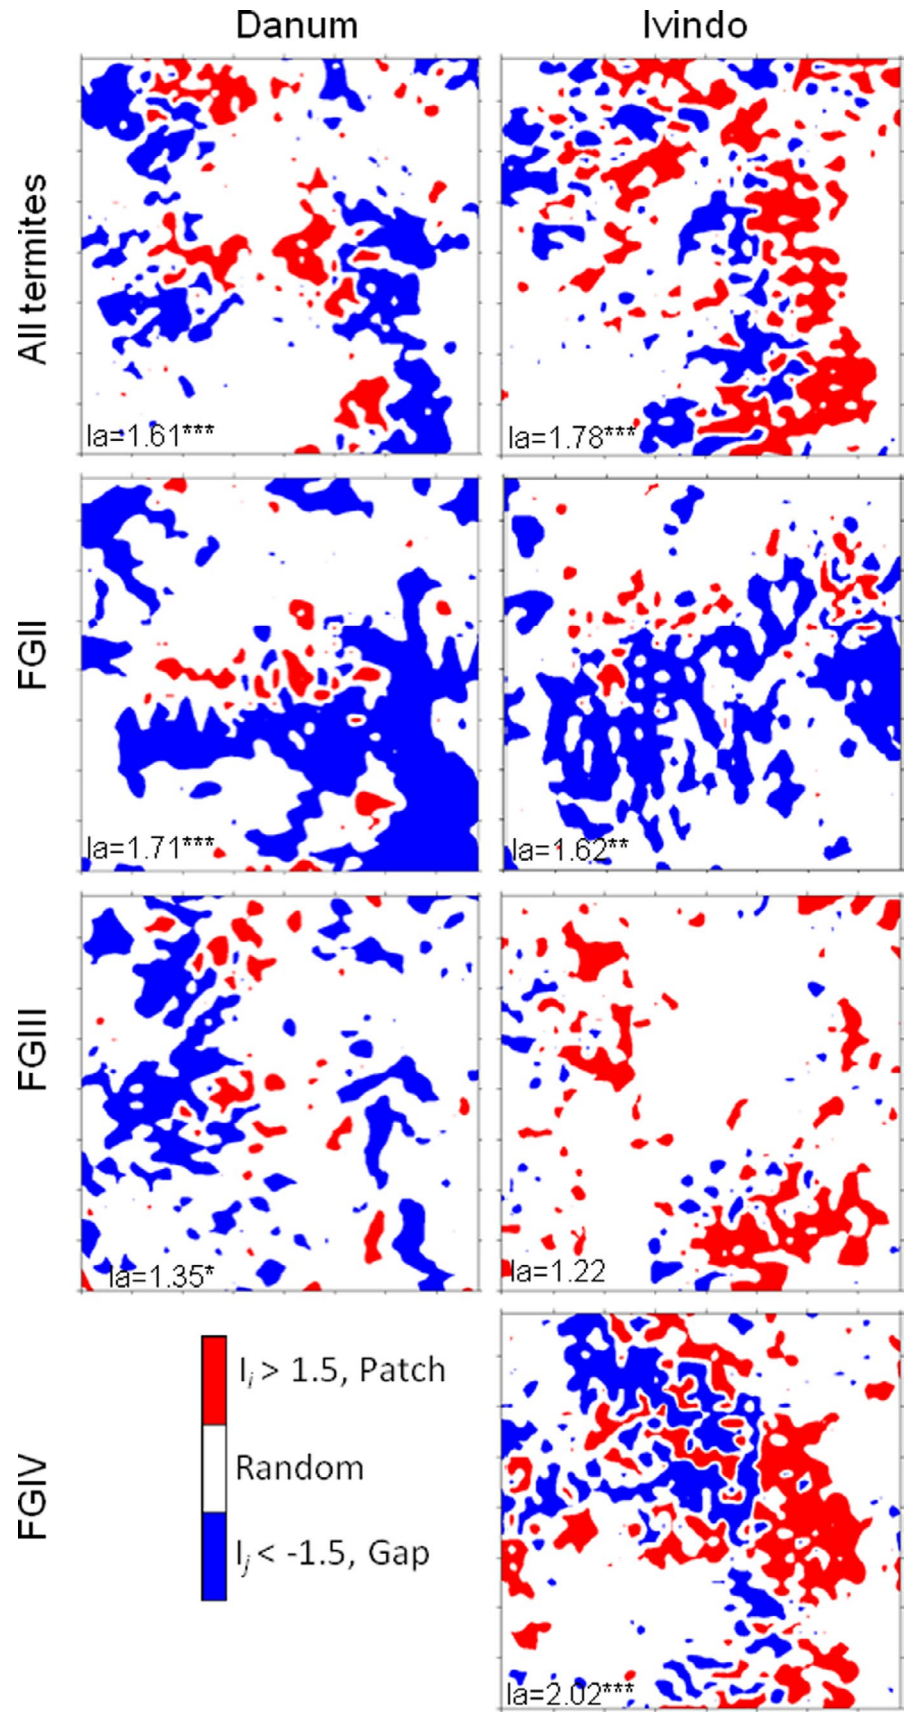 Danum
Ivindo
All termites
Ia=1.61***
Ia=1.78***
FGII
Ia=1.71***
Ia=1.62**
FGIII
Ia=1.35*
Ia=1.22
FGIV
Ii > 1.5, Patch
Random
Ij < -1.5, Gap
Ia=2.02***